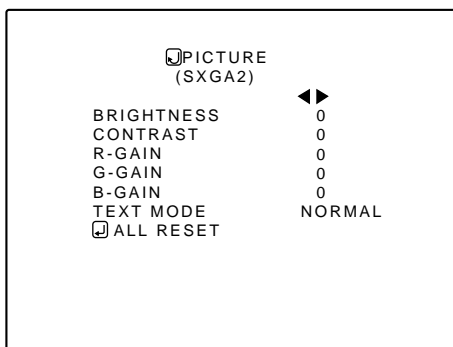 PICTURE
(SXGA2)
◀▶
BRIGHTNESS 0
CONTRAST 0
R-GAIN 0
G-GAIN 0
B-GAIN 0
TEXT MODE NORMAL
ALL RESET